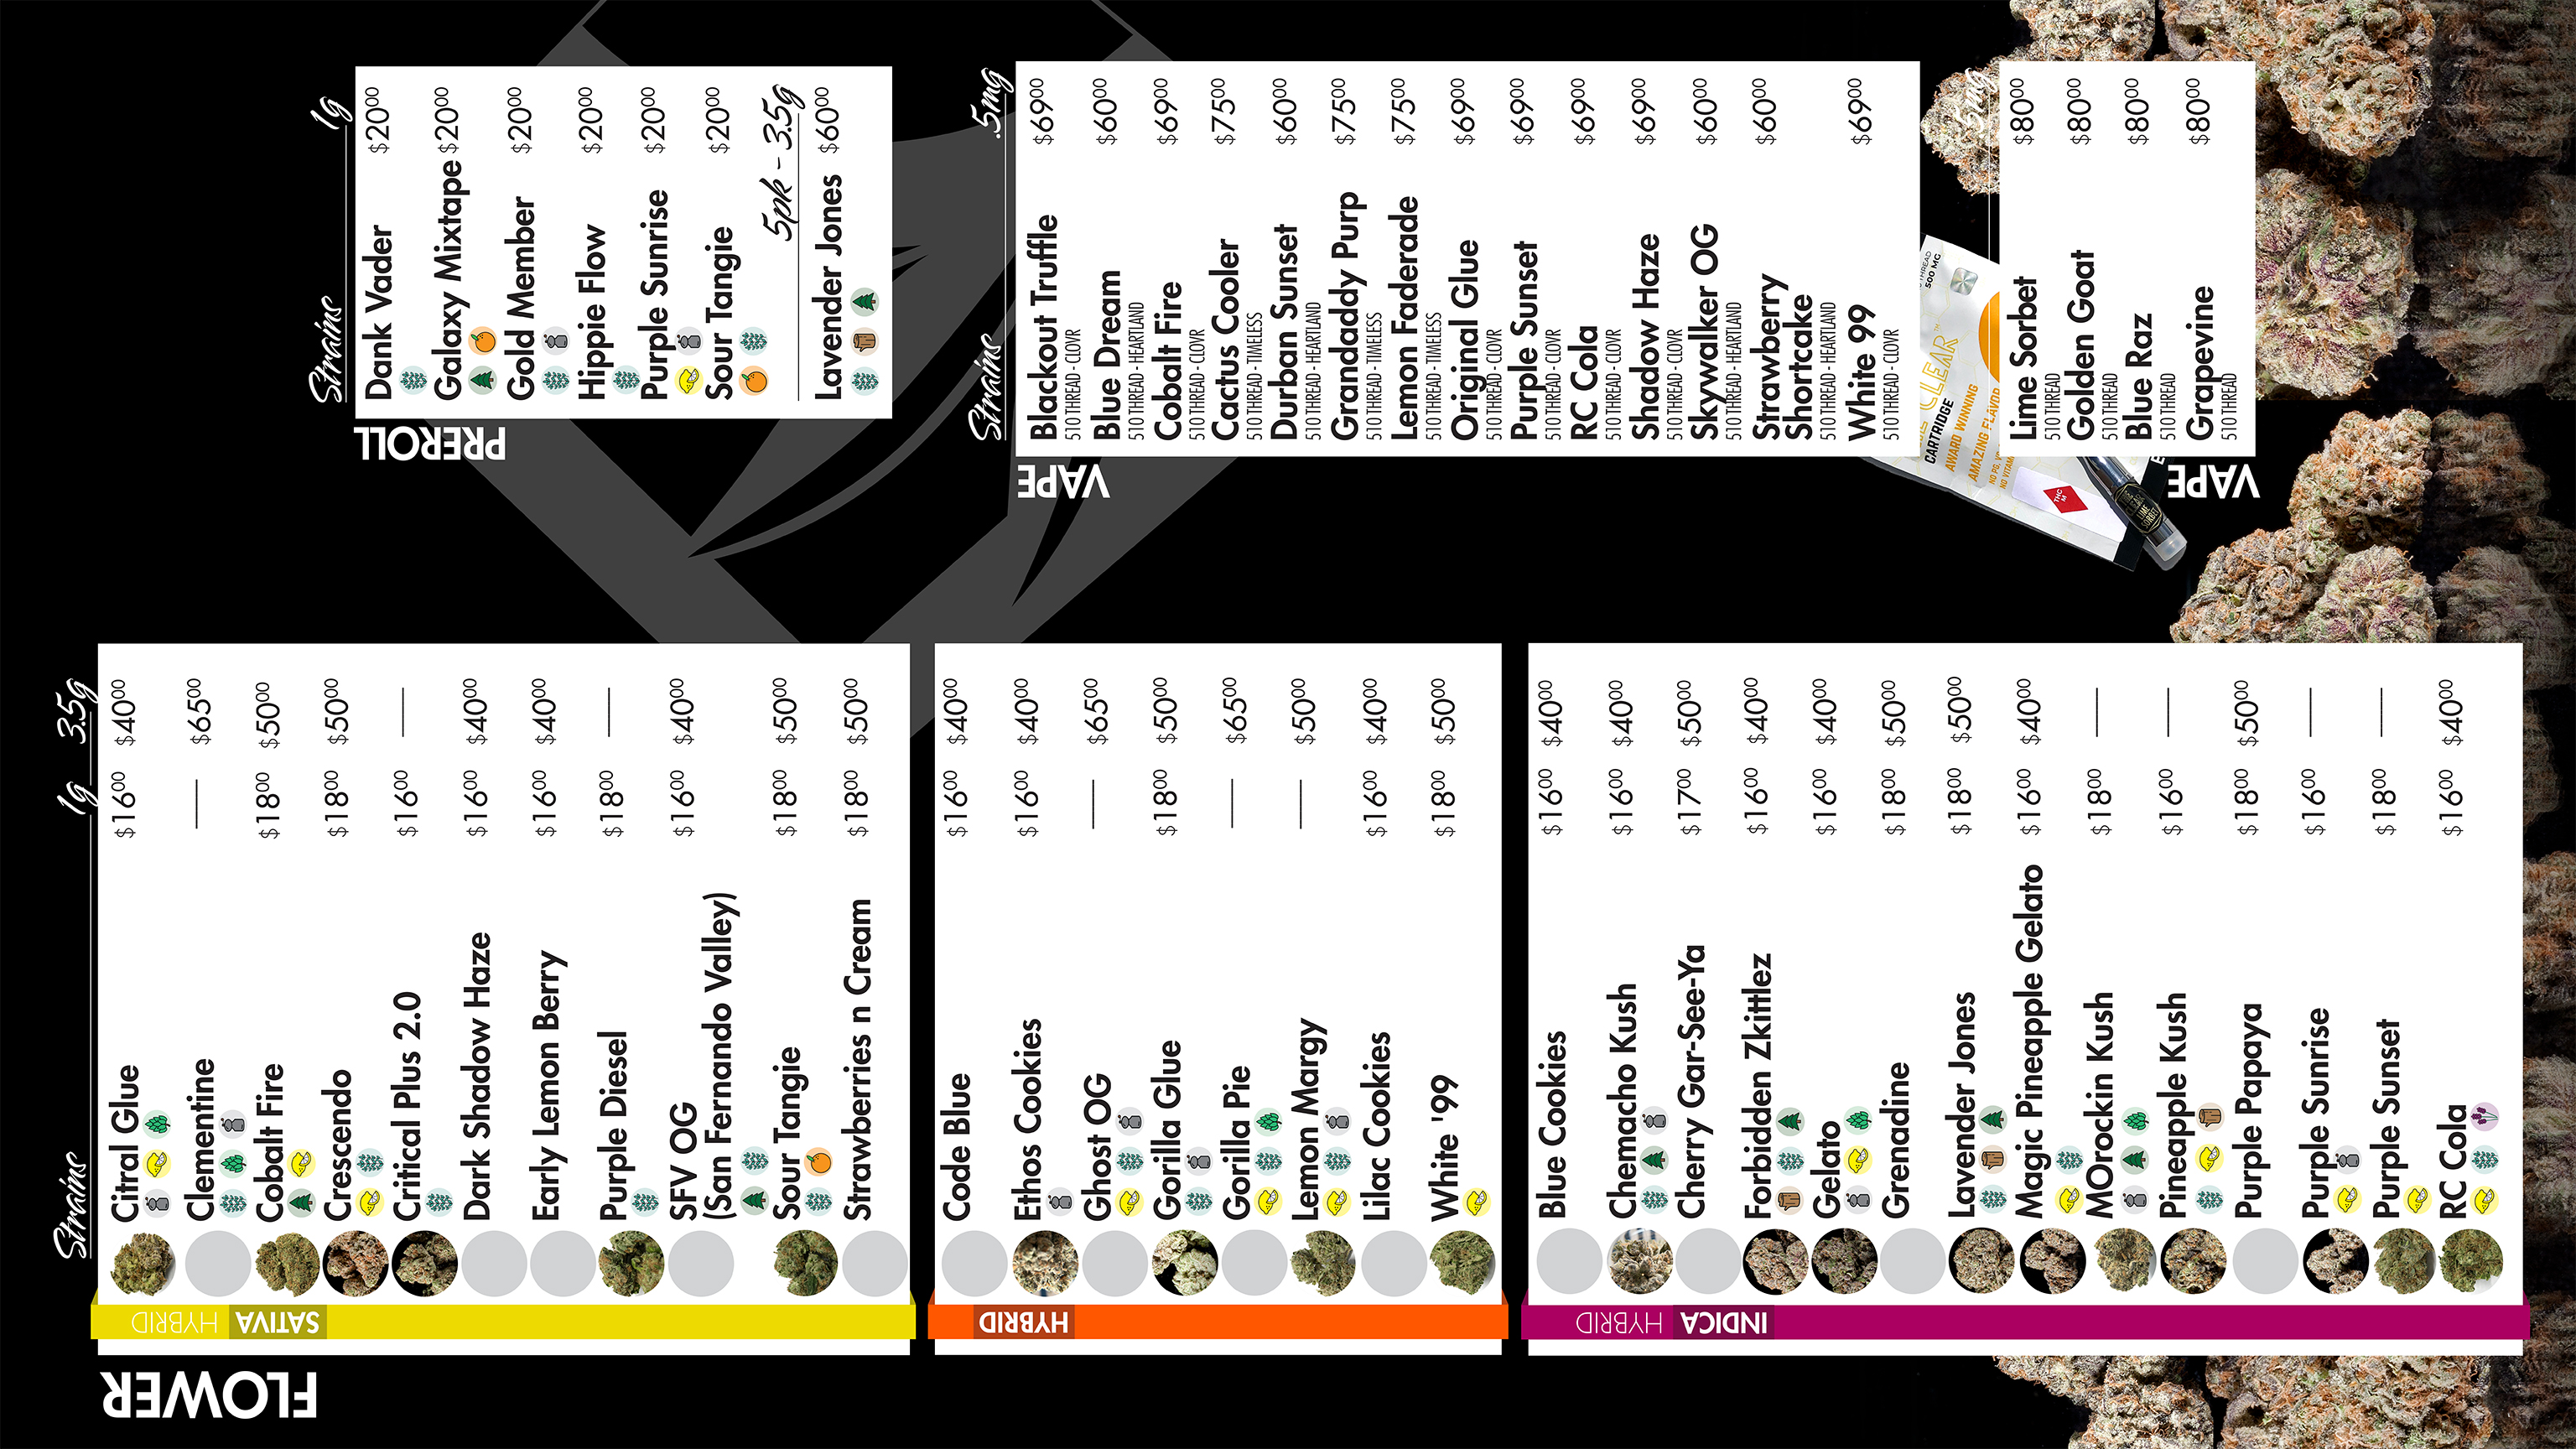 FLOWER
SATIVA HYBRID
Strains 1g 3.5g
Citral Glue $16⁰⁰ $40⁰⁰
Clementine — $65⁰⁰
Cobalt Fire $18⁰⁰ $50⁰⁰
Crescendo $18⁰⁰ $50⁰⁰
Critical Plus 2.0 $16⁰⁰ —
Dark Shadow Haze $16⁰⁰ $40⁰⁰
Early Lemon Berry $16⁰⁰ $40⁰⁰
Purple Diesel $18⁰⁰ —
SFV OG $16⁰⁰ $40⁰⁰
(San Fernando Valley)
Sour Tangie $18⁰⁰ $50⁰⁰
Strawberries n Cream $18⁰⁰ $50⁰⁰
HYBRID
Code Blue $16⁰⁰ $40⁰⁰
Ethos Cookies $16⁰⁰ $40⁰⁰
Ghost OG — $65⁰⁰
Gorilla Glue $18⁰⁰ $50⁰⁰
Gorilla Pie — $65⁰⁰
Lemon Margy — $50⁰⁰
Lilac Cookies $16⁰⁰ $40⁰⁰
White '99 $18⁰⁰ $50⁰⁰
INDICA HYBRID
Blue Cookies $16⁰⁰ $40⁰⁰
Chemacho Kush $16⁰⁰ $40⁰⁰
Cherry Gar-See-Ya $17⁰⁰ $50⁰⁰
Forbidden Zkittlez $16⁰⁰ $40⁰⁰
Gelato $16⁰⁰ $40⁰⁰
Grenadine $18⁰⁰ $50⁰⁰
Lavender Jones $18⁰⁰ $50⁰⁰
Magic Pineapple Gelato $16⁰⁰ $40⁰⁰
MOrockin Kush $18⁰⁰ —
Pineapple Kush $16⁰⁰ —
Purple Papaya $18⁰⁰ $50⁰⁰
Purple Sunrise $16⁰⁰ —
Purple Sunset $18⁰⁰ —
RC Cola $16⁰⁰ $40⁰⁰
PREROLL
Strains 1g
Dank Vader $20⁰⁰
Galaxy Mixtape $20⁰⁰
Gold Member $20⁰⁰
Hippie Flow $20⁰⁰
Purple Sunrise $20⁰⁰
Sour Tangie $20⁰⁰
5pk - 3.5g
Lavender Jones $60⁰⁰
VAPE
Strains .5mg
Blackout Truffle $69⁰⁰
510 THREAD - CLOVR
Blue Dream $60⁰⁰
510 THREAD - HEARTLAND
Cobalt Fire $69⁰⁰
510 THREAD - CLOVR
Cactus Cooler $75⁰⁰
510 THREAD - TIMELESS
Durban Sunset $60⁰⁰
510 THREAD - HEARTLAND
Grandaddy Purp $75⁰⁰
510 THREAD - TIMELESS
Lemon Faderade $75⁰⁰
510 THREAD - TIMELESS
Original Glue $69⁰⁰
510 THREAD - CLOVR
Purple Sunset $69⁰⁰
510 THREAD - CLOVR
RC Cola $69⁰⁰
510 THREAD - CLOVR
Shadow Haze $69⁰⁰
510 THREAD - CLOVR
Skywalker OG $60⁰⁰
510 THREAD - HEARTLAND
Strawberry $60⁰⁰
Shortcake
510 THREAD - HEARTLAND
White 99 $69⁰⁰
510 THREAD - CLOVR
THREAD
500 MG
CLEAR™
CARTRIDGE
AWARD WINNING
AMAZING FLAVOR
NO PG,
NO VITAM
THC
M
VAPE
.5mg
Lime Sorbet $80⁰⁰
510 THREAD
Golden Goat $80⁰⁰
510 THREAD
Blue Raz $80⁰⁰
510 THREAD
Grapevine $80⁰⁰
510 THREAD